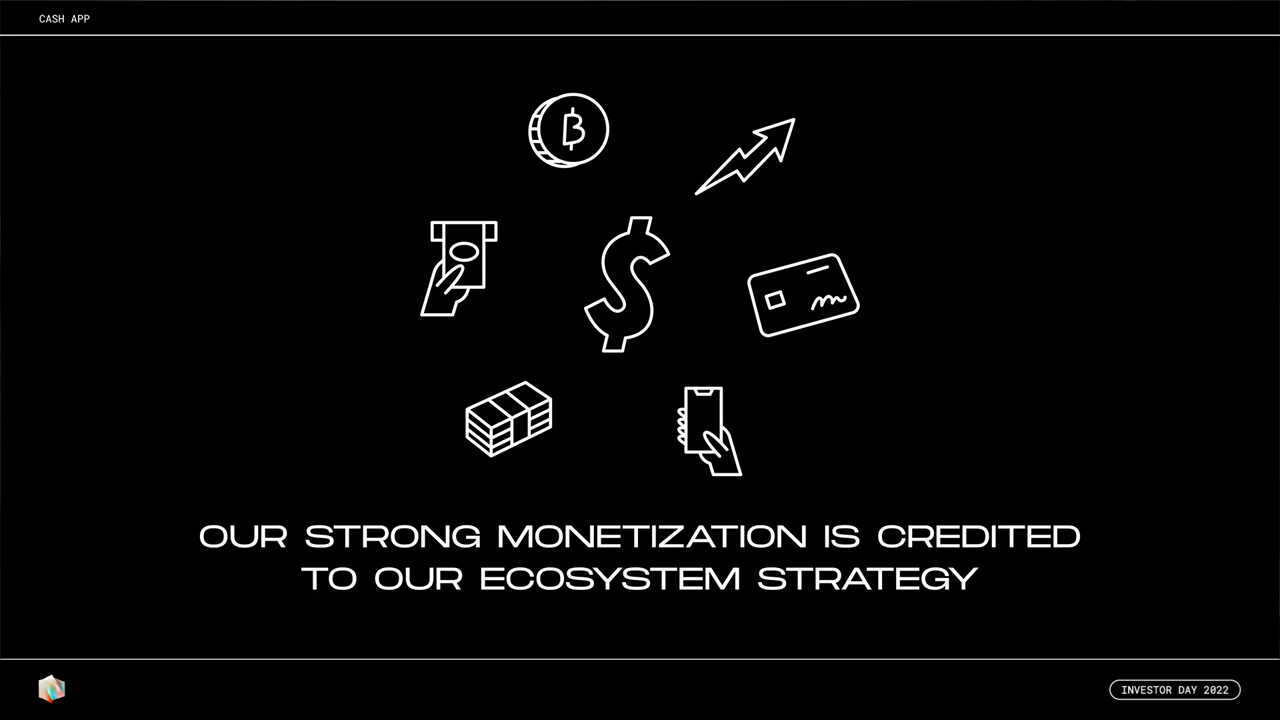 CASH APP
OUR STRONG MONETIZATION IS CREDITED
TO OUR ECOSYSTEM STRATEGY
INVESTOR DAY 2022